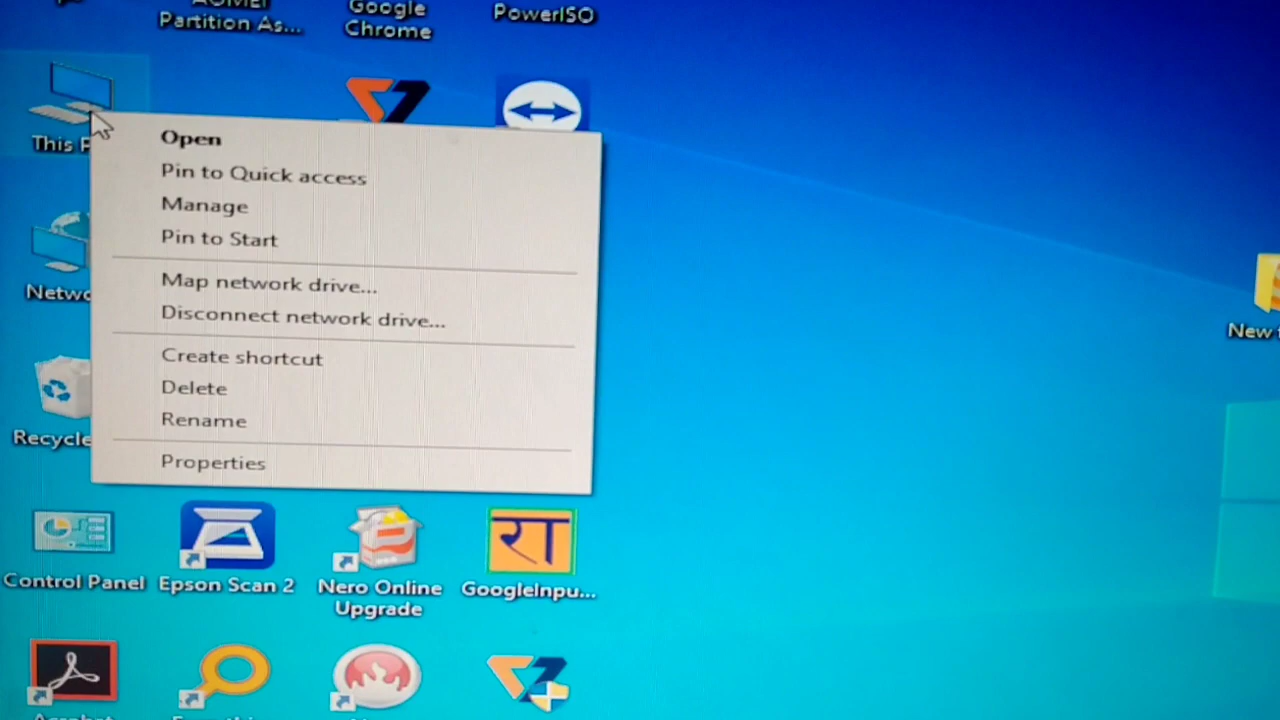 Partition As...
Google
Chrome
PowerISO
This P
Open
Pin to Quick access
Manage
Pin to Start
Map network drive...
Disconnect network drive...
Create shortcut
Delete
Rename
Properties
Netwo
Recycle
New
Control Panel
Epson Scan 2
Nero Online
Upgrade
GoogleInpu...
रा